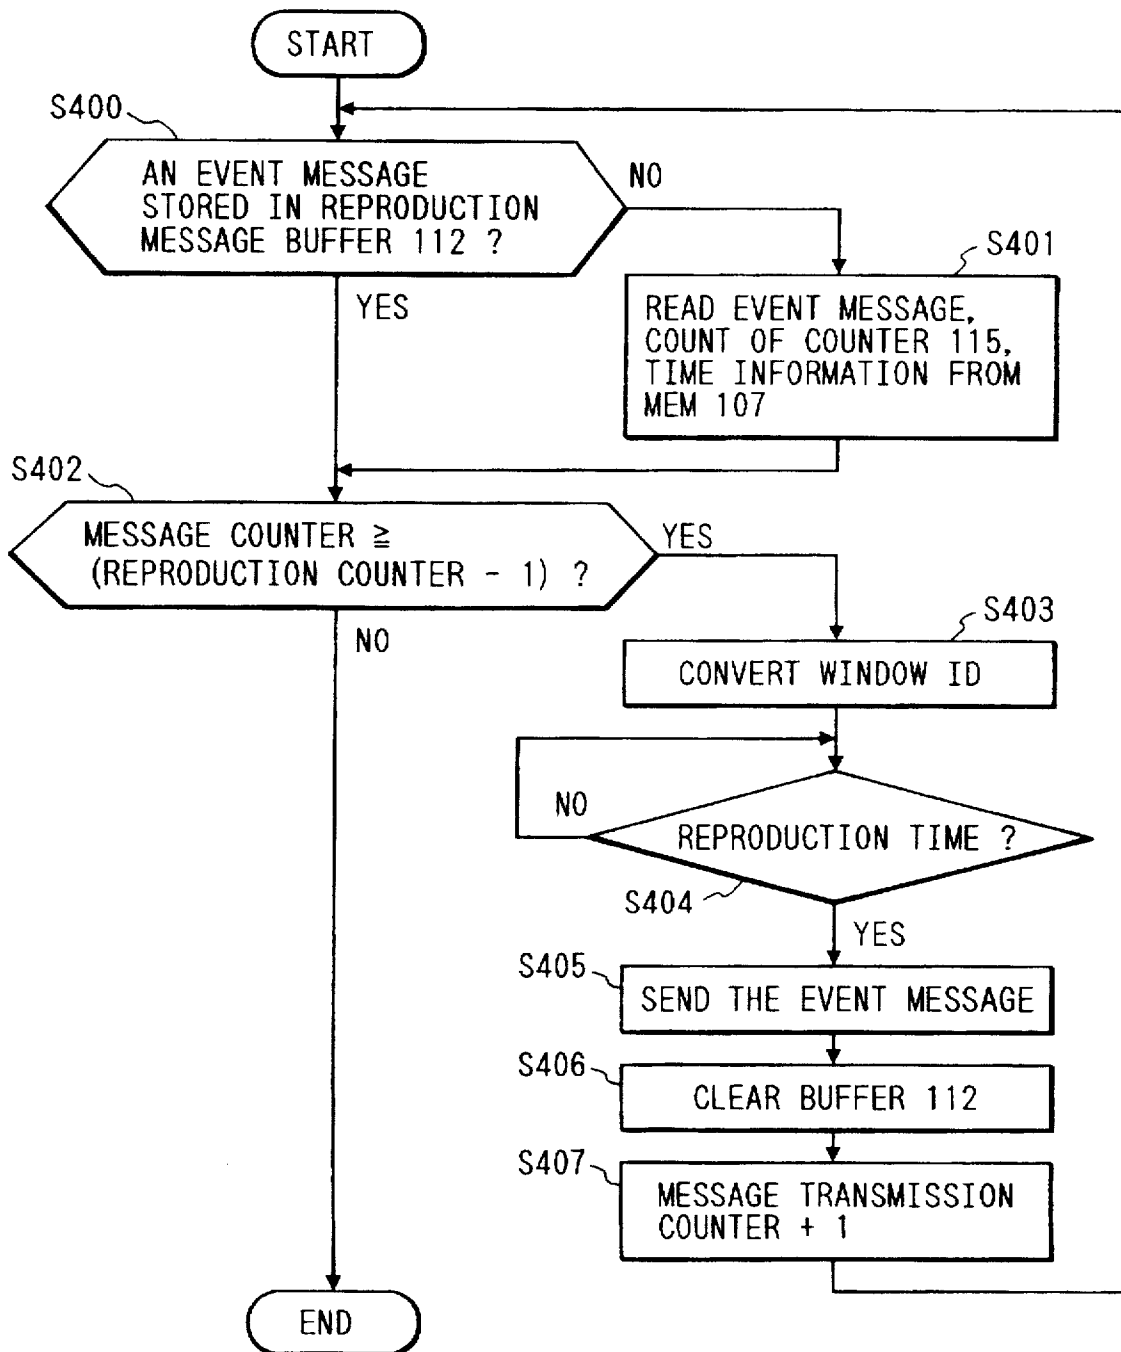 START
S400
AN EVENT MESSAGE
STORED IN REPRODUCTION
MESSAGE BUFFER 112 ?
NO
YES
S401
READ EVENT MESSAGE,
COUNT OF COUNTER 115,
TIME INFORMATION FROM
MEM 107
S402
MESSAGE COUNTER ≧
(REPRODUCTION COUNTER - 1) ?
YES
NO
S403
CONVERT WINDOW ID
NO
REPRODUCTION TIME ?
S404
YES
S405
SEND THE EVENT MESSAGE
S406
CLEAR BUFFER 112
S407
MESSAGE TRANSMISSION
COUNTER + 1
END